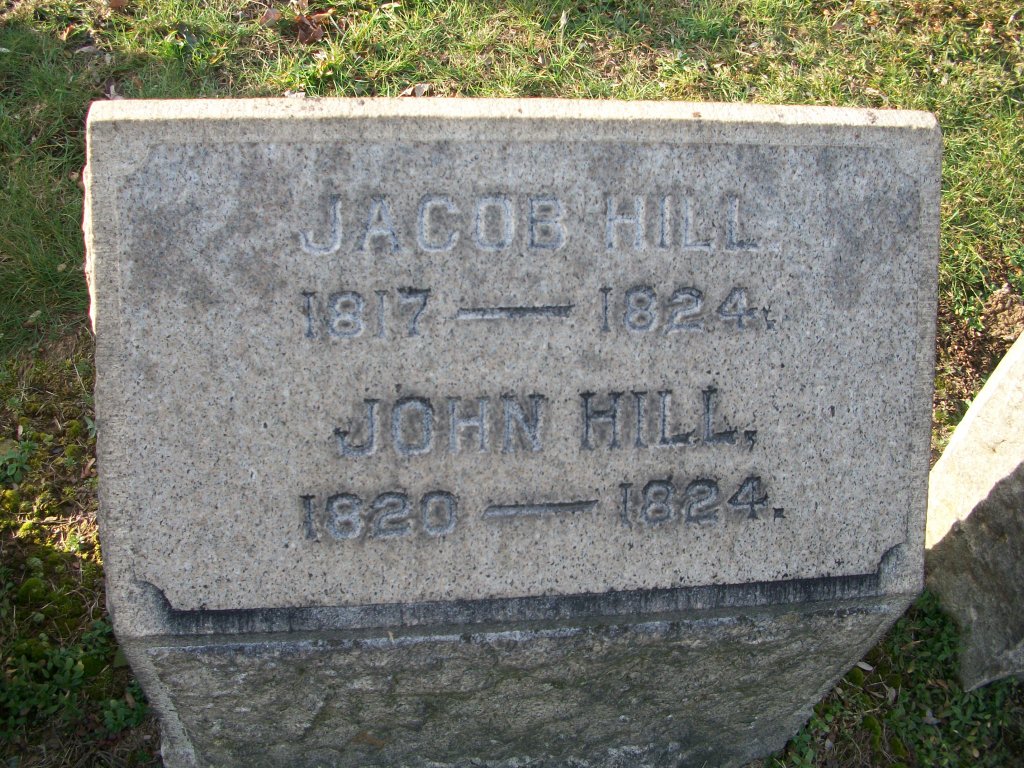 JACOB HILL.
1817 — 1824.
JOHN HILL,
1820 — 1824.